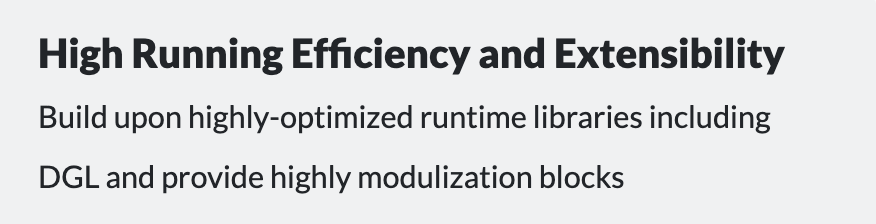 High Running Efficiency and Extensibility
Build upon highly-optimized runtime libraries including
DGL and provide highly modulization blocks